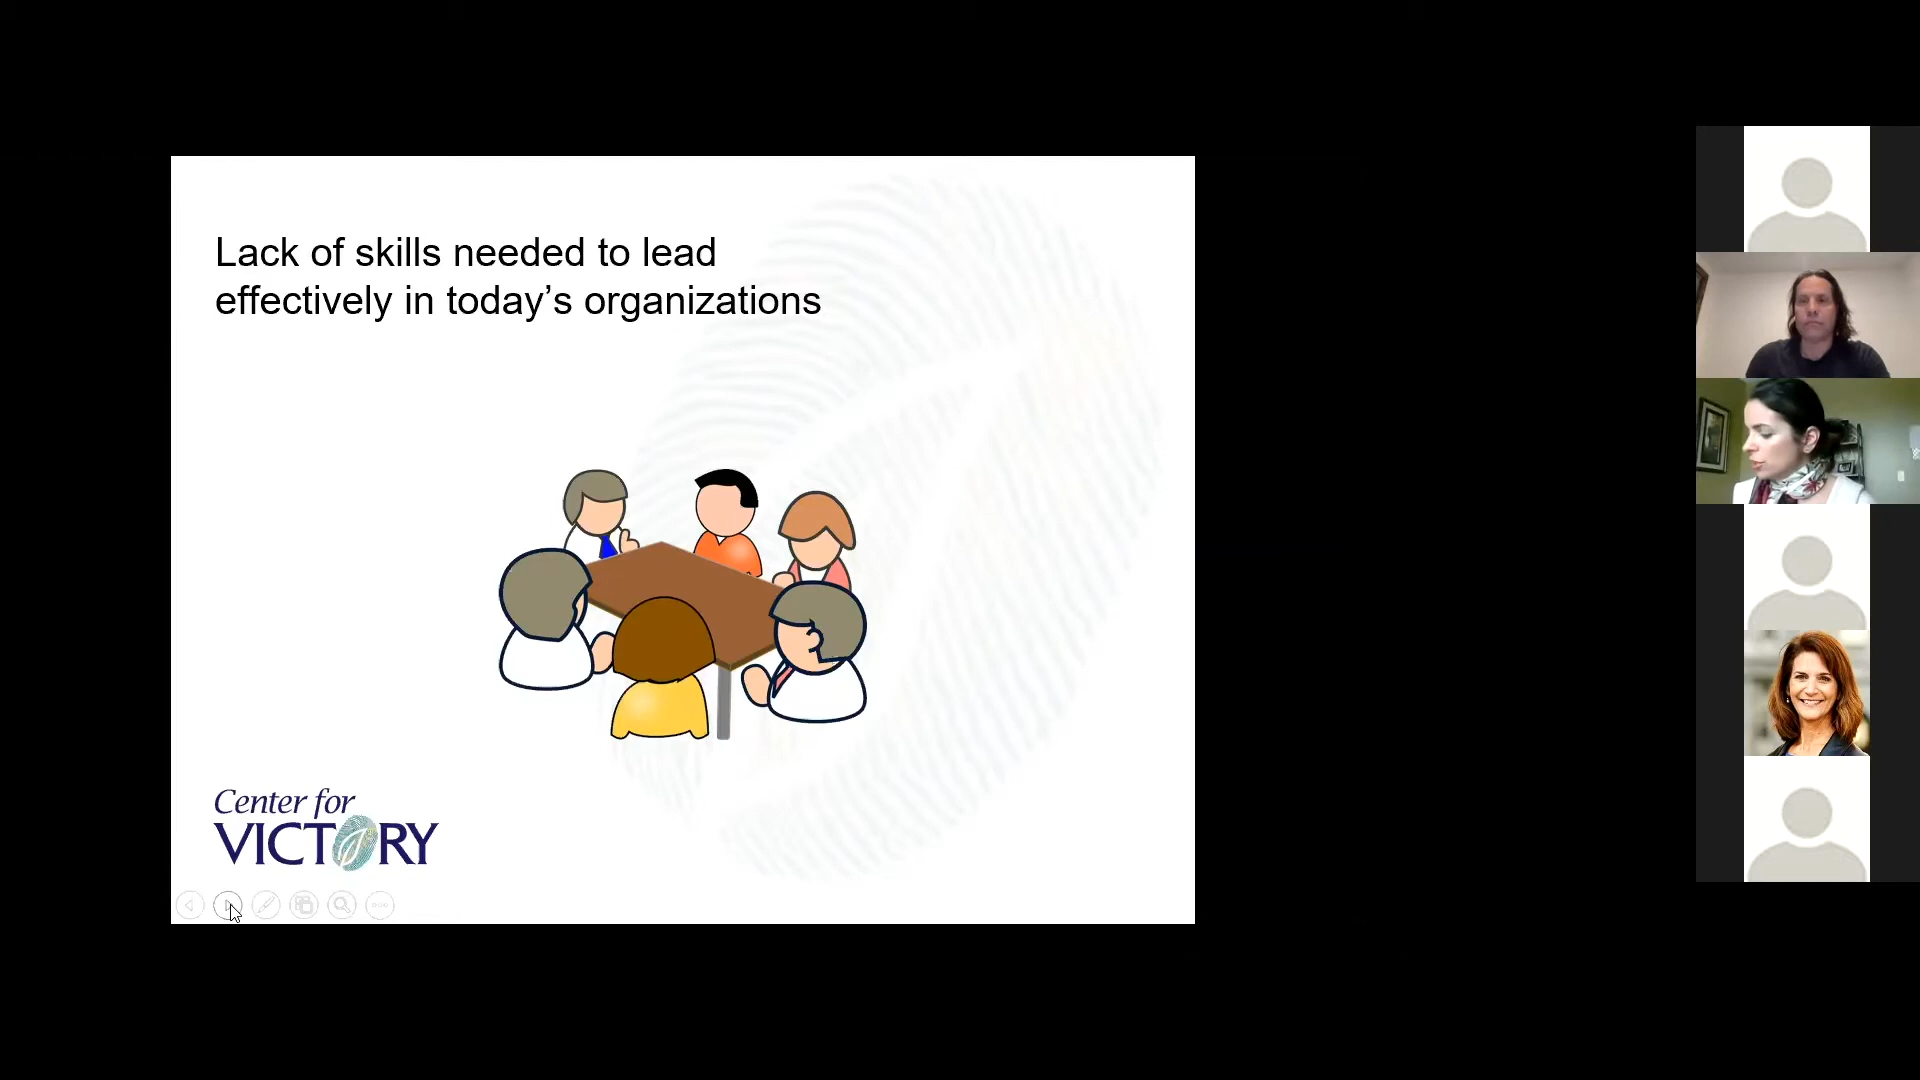 Lack of skills needed to lead
effectively in today’s organizations
Center for
VICTORY